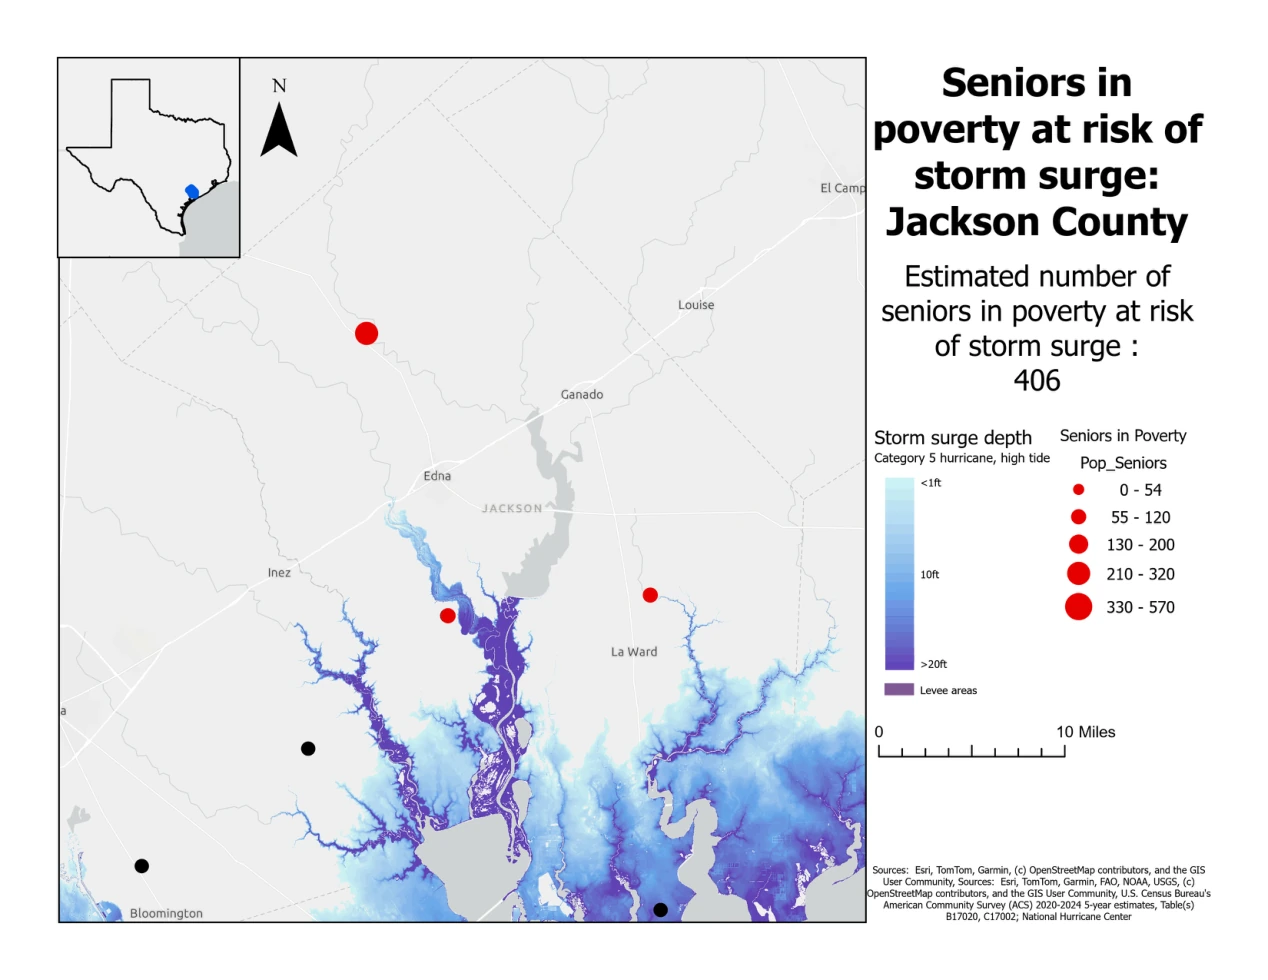 N
Seniors in
poverty at risk of
storm surge:
Jackson County
Estimated number of
seniors in poverty at risk
of storm surge :
406
El Camp
Louise
Ganado
Edna
JACKSON
Inez
La Ward
a
Bloomington
Storm surge depth
Category 5 hurricane, high tide
<1ft
10ft
>20ft
Levee areas
Seniors in Poverty
Pop_Seniors
0 - 54
55 - 120
130 - 200
210 - 320
330 - 570
0 10 Miles
Sources: Esri, TomTom, Garmin, (c) OpenStreetMap contributors, and the GIS
User Community, Sources: Esri, TomTom, Garmin, FAO, NOAA, USGS, (c)
OpenStreetMap contributors, and the GIS User Community, U.S. Census Bureau's
American Community Survey (ACS) 2020-2024 5-year estimates, Table(s)
B17020, C17002; National Hurricane Center